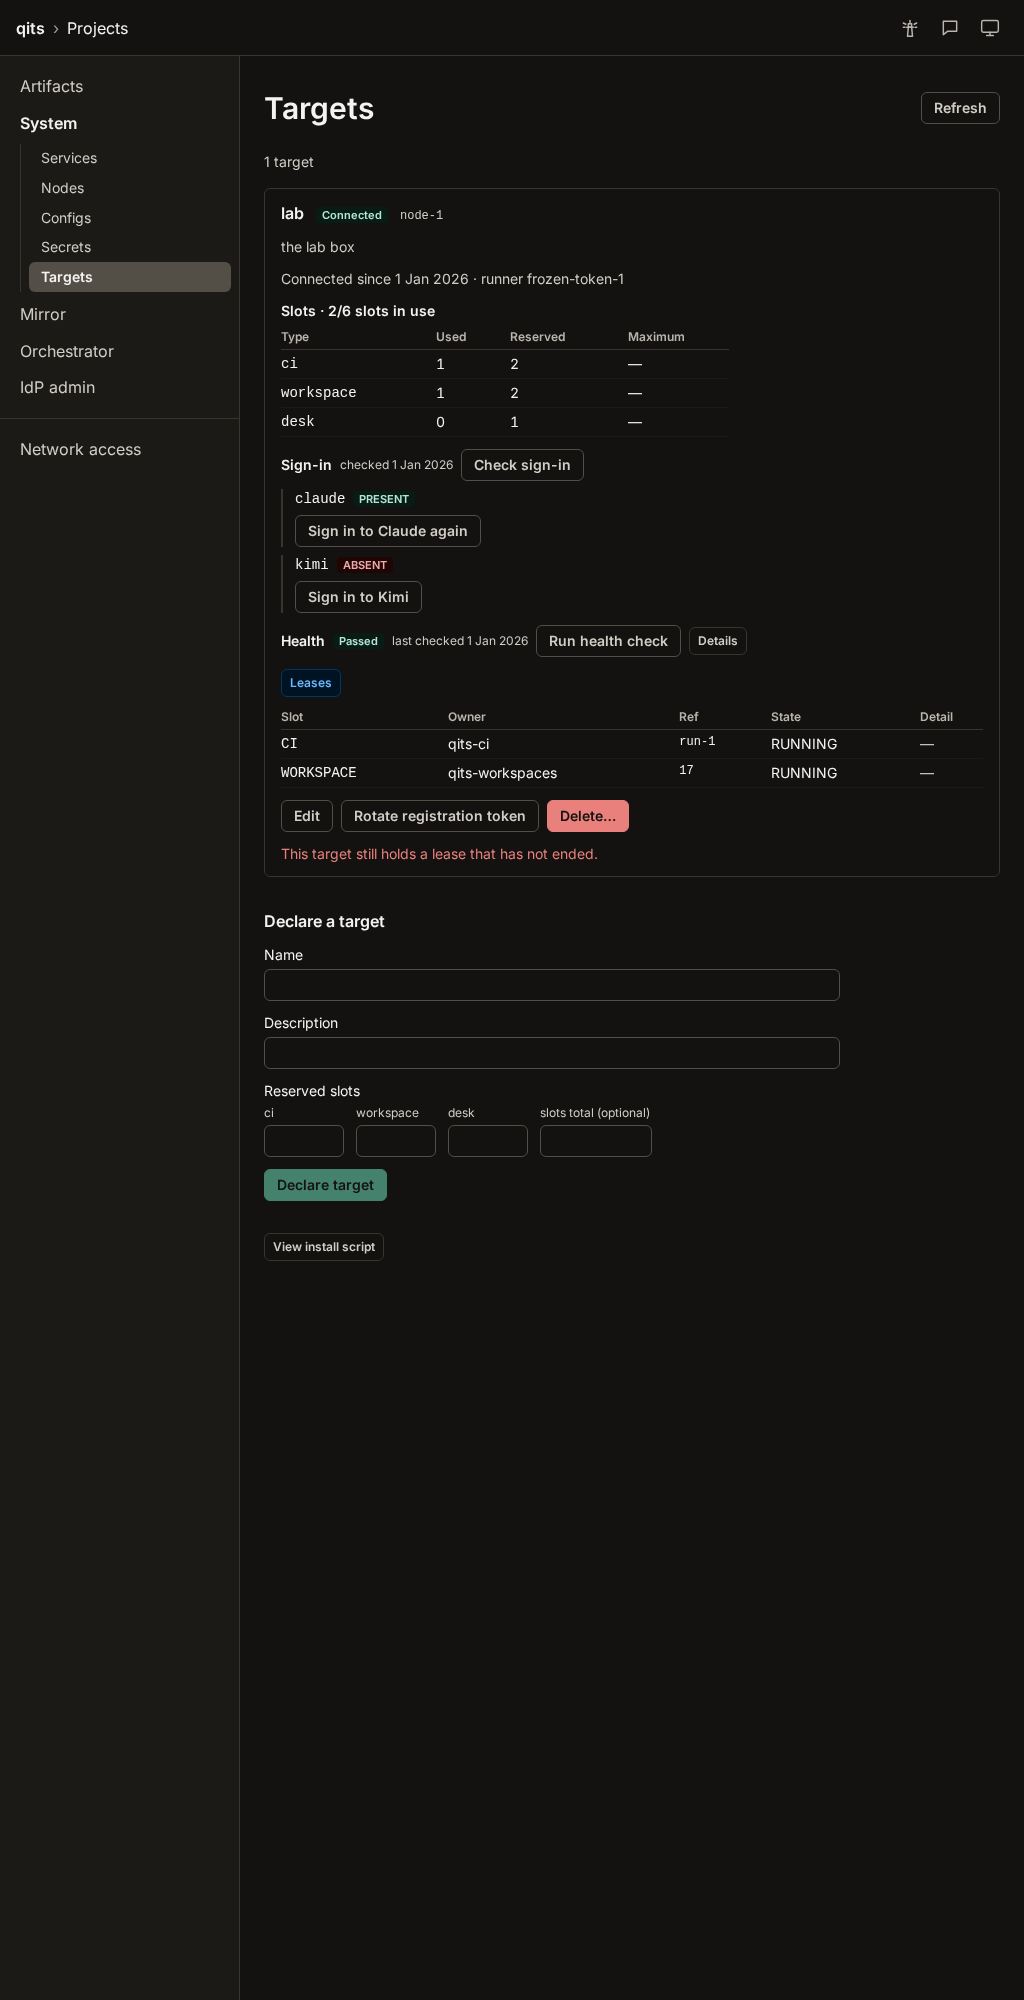 qits › Projects
Artifacts
System
Services
Nodes
Configs
Secrets
Targets
Mirror
Orchestrator
IdP admin
Network access
Targets
Refresh
1 target
lab Connected node-1
the lab box
Connected since 1 Jan 2026 · runner frozen-token-1
Slots · 2/6 slots in use
Type Used Reserved Maximum
ci 1 2 —
workspace 1 2 —
desk 0 1 —
Sign-in checked 1 Jan 2026 Check sign-in
claude PRESENT
Sign in to Claude again
kimi ABSENT
Sign in to Kimi
Health Passed last checked 1 Jan 2026 Run health check Details
Leases
Slot Owner Ref State Detail
CI qits-ci run-1 RUNNING —
WORKSPACE qits-workspaces 17 RUNNING —
Edit Rotate registration token Delete…
This target still holds a lease that has not ended.
Declare a target
Name
Description
Reserved slots
ci workspace desk slots total (optional)
Declare target
View install script